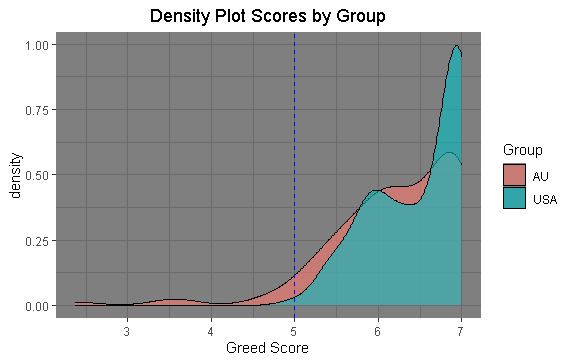 Density Plot Scores by Group
1.00
0.75
0.50
0.25
0.00
density
3 4 5 6 7
Greed Score
Group
AU
USA